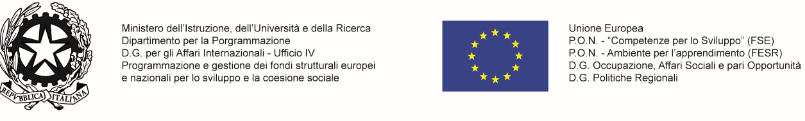 Ministero dell'Istruzione, dell'Università e della Ricerca
Dipartimento per la Porgrammazione
D.G. per gli Affari Internazionali - Ufficio IV
Programmazione e gestione dei fondi strutturali europei
e nazionali per lo sviluppo e la coesione sociale
REPVBBLICA ITALIANA
Unione Europea
P.O.N. - "Competenze per lo Sviluppo" (FSE)
P.O.N. - Ambiente per l'apprendimento (FESR)
D.G. Occupazione, Affari Sociali e pari Opportunità
D.G. Politiche Regionali